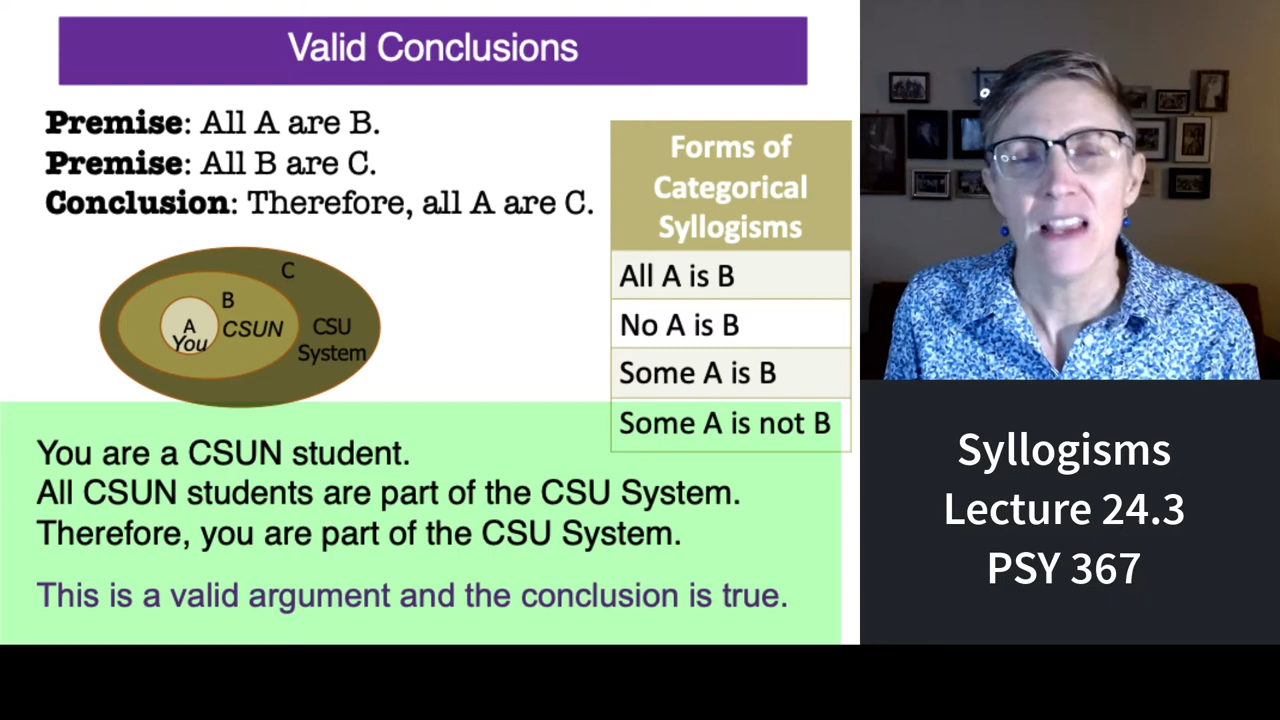 Valid Conclusions
Premise: All A are B.
Premise: All B are C.
Conclusion: Therefore, all A are C.
C
B
A
You
CSUN
CSU
System
Forms of
Categorical
Syllogisms
All A is B
No A is B
Some A is B
Some A is not B
You are a CSUN student.
All CSUN students are part of the CSU System.
Therefore, you are part of the CSU System.
This is a valid argument and the conclusion is true.
Syllogisms
Lecture 24.3
PSY 367